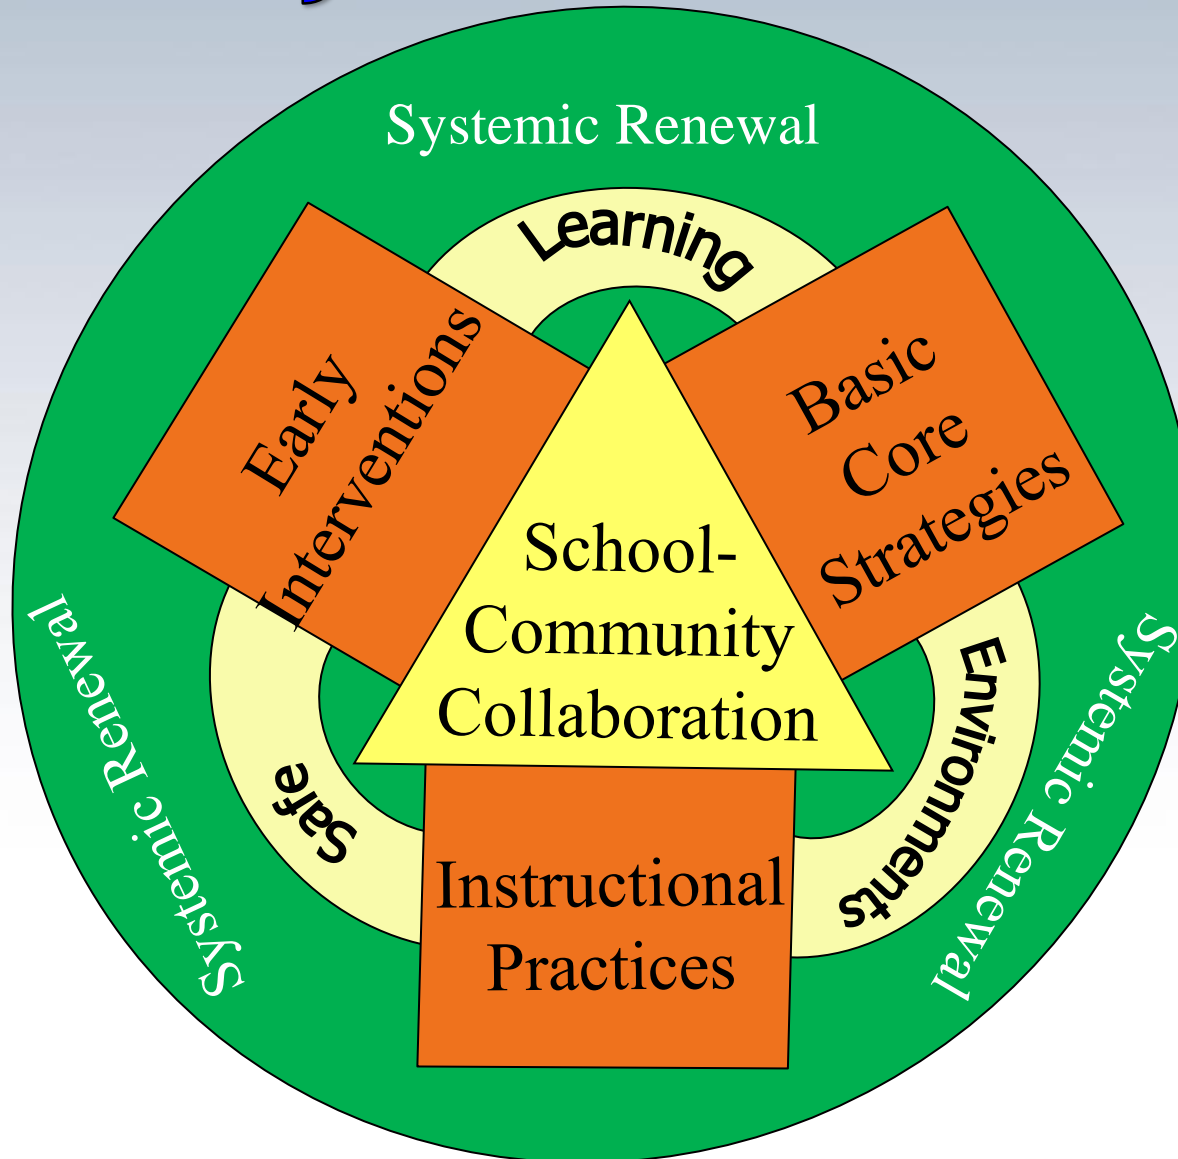 Systemic Renewal
Learning
Early
Interventions
Basic
Core
Strategies
School-
Community
Collaboration
Safe
Environments
Systemic Renewal
Systemic Renewal
Instructional
Practices